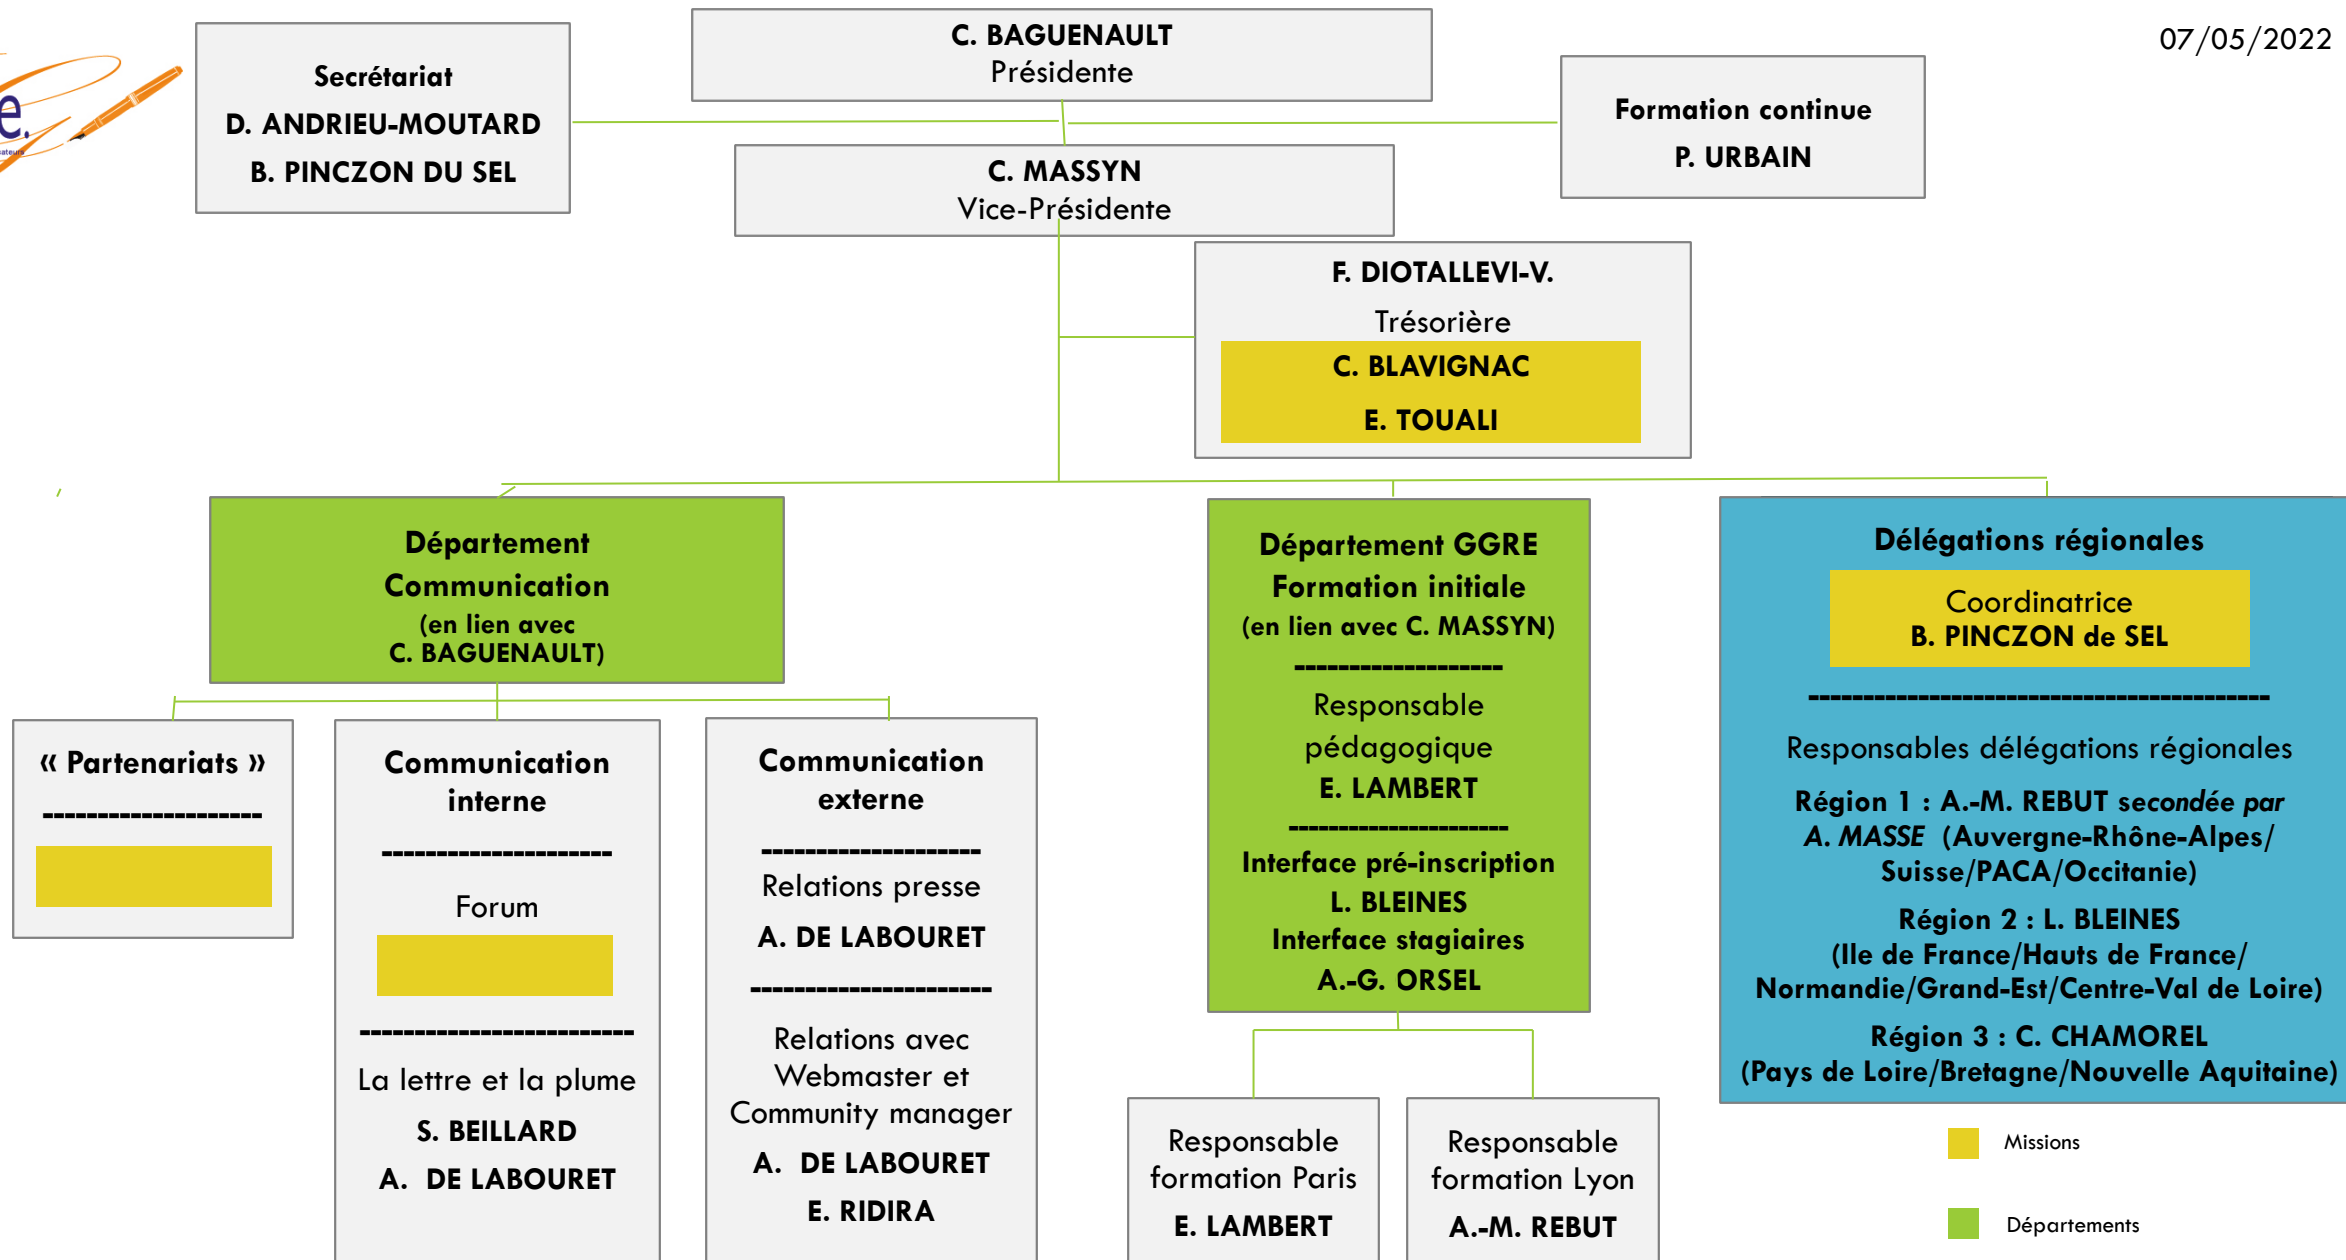 e.
C. BAGUENAULT
Présidente
07/05/2022
Secrétariat
D. ANDRIEU-MOUTARD
B. PINCZON DU SEL
Formation continue
P. URBAIN
C. MASSYN
Vice-Présidente
F. DIOTALLEVI-V.
Trésorière
C. BLAVIGNAC
E. TOUALI
Département
Communication
(en lien avec
C. BAGUENAULT)
« Partenariats »
--------------------
Communication
interne
---------------------
Forum
-------------------------
La lettre et la plume
S. BEILLARD
A. DE LABOURET
Communication
externe
--------------------
Relations presse
A. DE LABOURET
----------------------
Relations avec
Webmaster et
Community manager
A. DE LABOURET
E. RIDIRA
Département GGRE
Formation initiale
(en lien avec C. MASSYN)
-------------------
Responsable
pédagogique
E. LAMBERT
--------------------
Interface pré-inscription
L. BLEINES
Interface stagiaires
A.-G. ORSEL
Responsable
formation Paris
E. LAMBERT
Responsable
formation Lyon
A.-M. REBUT
Délégations régionales
Coordinatrice
B. PINCZON de SEL
------------------------------------------
Responsables délégations régionales
Région 1 : A.-M. REBUT secondée par
A. MASSE (Auvergne-Rhône-Alpes/
Suisse/PACA/Occitanie)
Région 2 : L. BLEINES
(Ile de France/Hauts de France/
Normandie/Grand-Est/Centre-Val de Loire)
Région 3 : C. CHAMOREL
(Pays de Loire/Bretagne/Nouvelle Aquitaine)
Missions
Départements